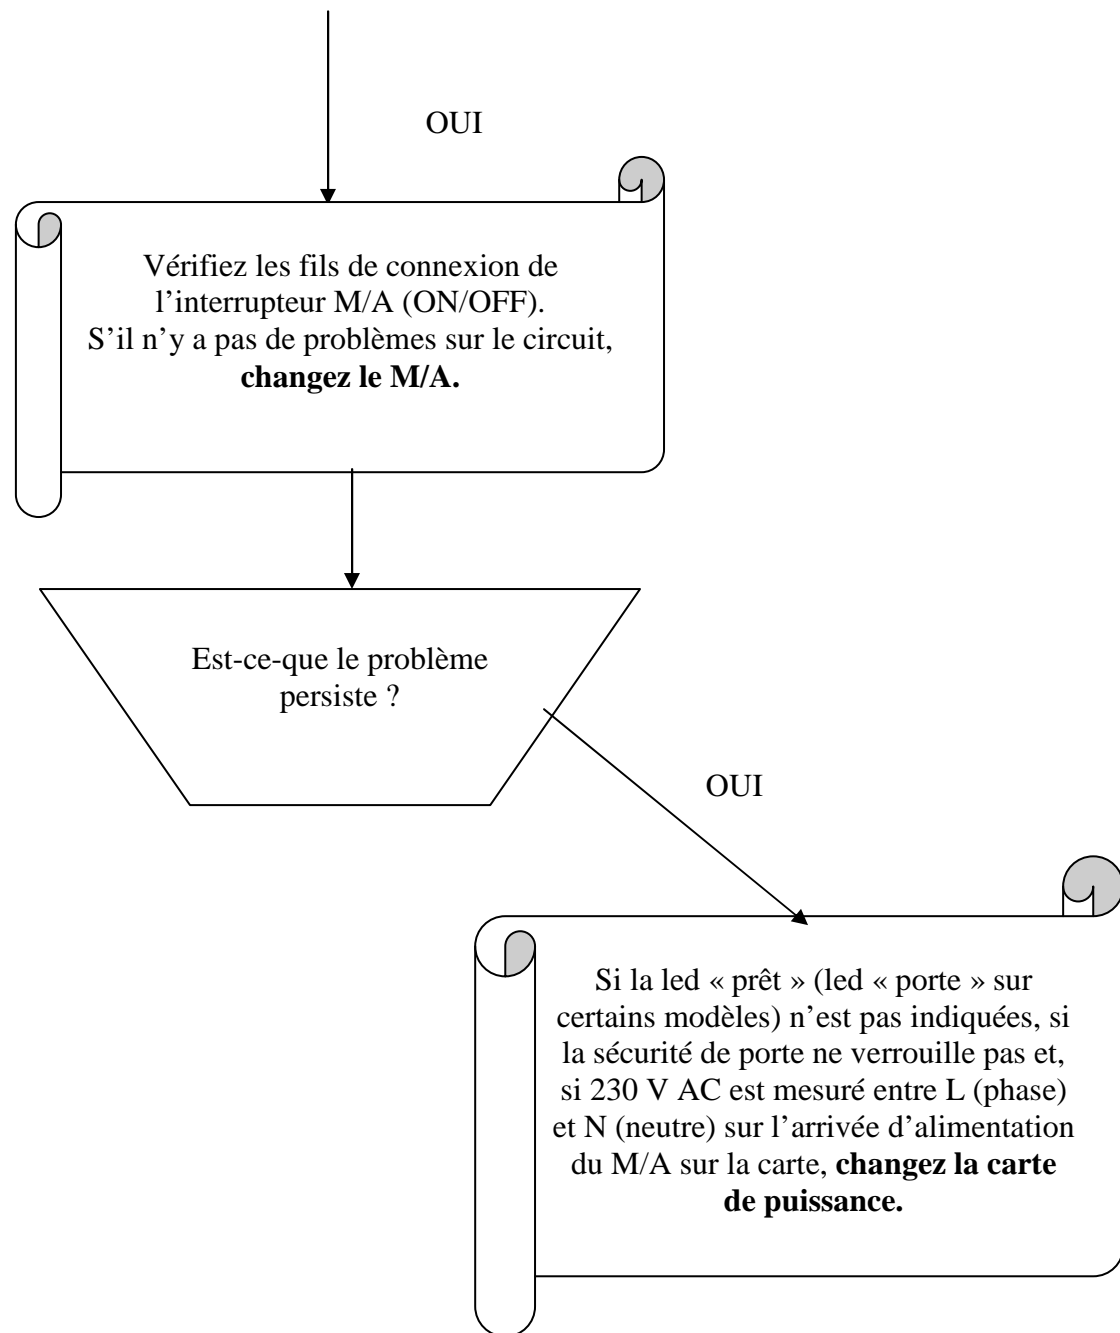 OUI
Vérifiez les fils de connexion de
l’interrupteur M/A (ON/OFF).
S’il n’y a pas de problèmes sur le circuit,
changez le M/A.
Est-ce-que le problème
persiste ?
OUI
Si la led « prêt » (led « porte » sur
certains modèles) n’est pas indiquées, si
la sécurité de porte ne verrouille pas et,
si 230 V AC est mesuré entre L (phase)
et N (neutre) sur l’arrivée d’alimentation
du M/A sur la carte, changez la carte
de puissance.